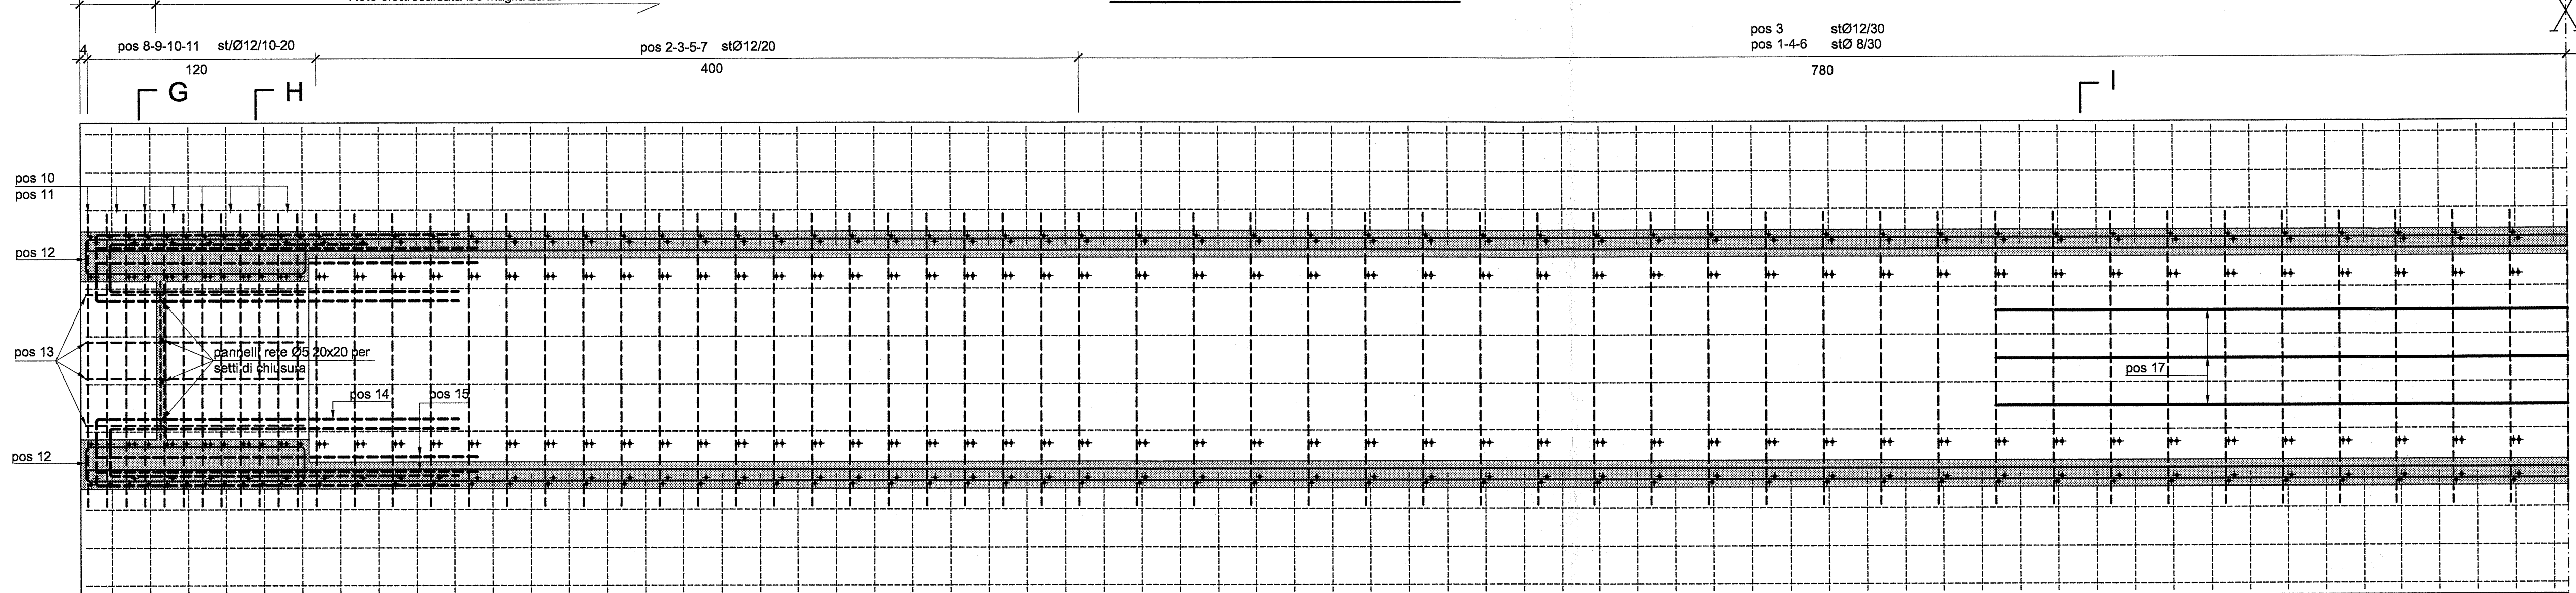 4
pos 8-9-10-11 st/Ø12/10-20
pos 2-3-5-7 stØ12/20
pos 3 stØ12/30
pos 1-4-6 stØ 8/30
120
400
780
G
H
I
pos 10
pos 11
pos 12
pos 13
pannelli rete Ø5 20x20 per
setti di chiusura
pos 14
pos 15
pos 17
pos 12